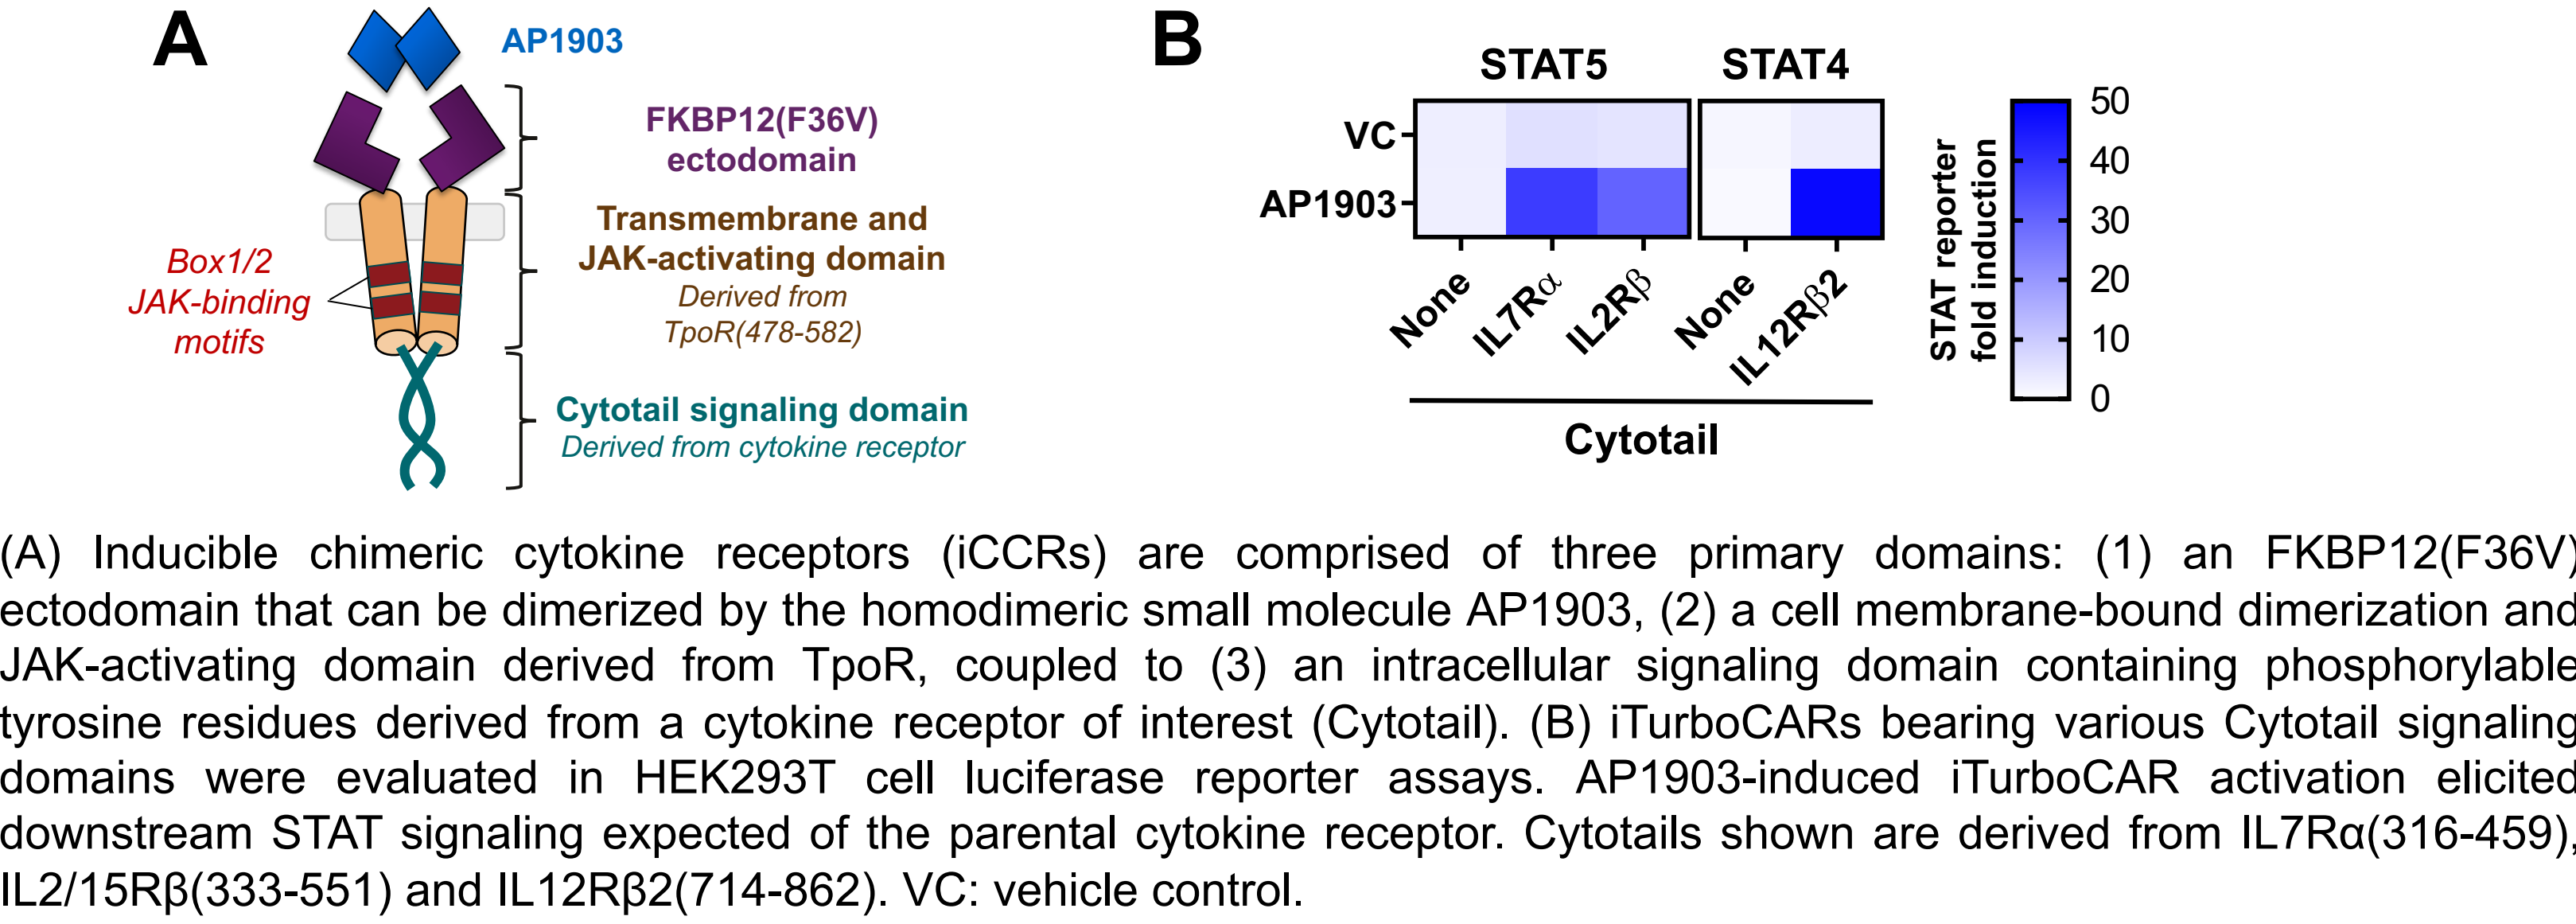 A
AP1903
FKBP12(F36V)
ectodomain
Transmembrane and
JAK-activating domain
Derived from
TpoR(478-582)
Box1/2
JAK-binding
motifs
Cytotail signaling domain
Derived from cytokine receptor
B
STAT5
STAT4
VC
AP1903
None
IL7Rα
IL2Rβ
None
IL12Rβ2
Cytotail
STAT reporter
fold induction
50
40
30
20
10
0
(A) Inducible chimeric cytokine receptors (iCCRs) are comprised of three primary domains: (1) an FKBP12(F36V)
ectodomain that can be dimerized by the homodimeric small molecule AP1903, (2) a cell membrane-bound dimerization and
JAK-activating domain derived from TpoR, coupled to (3) an intracellular signaling domain containing phosphorylable
tyrosine residues derived from a cytokine receptor of interest (Cytotail). (B) iTurboCARs bearing various Cytotail signaling
domains were evaluated in HEK293T cell luciferase reporter assays. AP1903-induced iTurboCAR activation elicited
downstream STAT signaling expected of the parental cytokine receptor. Cytotails shown are derived from IL7Rα(316-459),
IL2/15Rβ(333-551) and IL12Rβ2(714-862). VC: vehicle control.